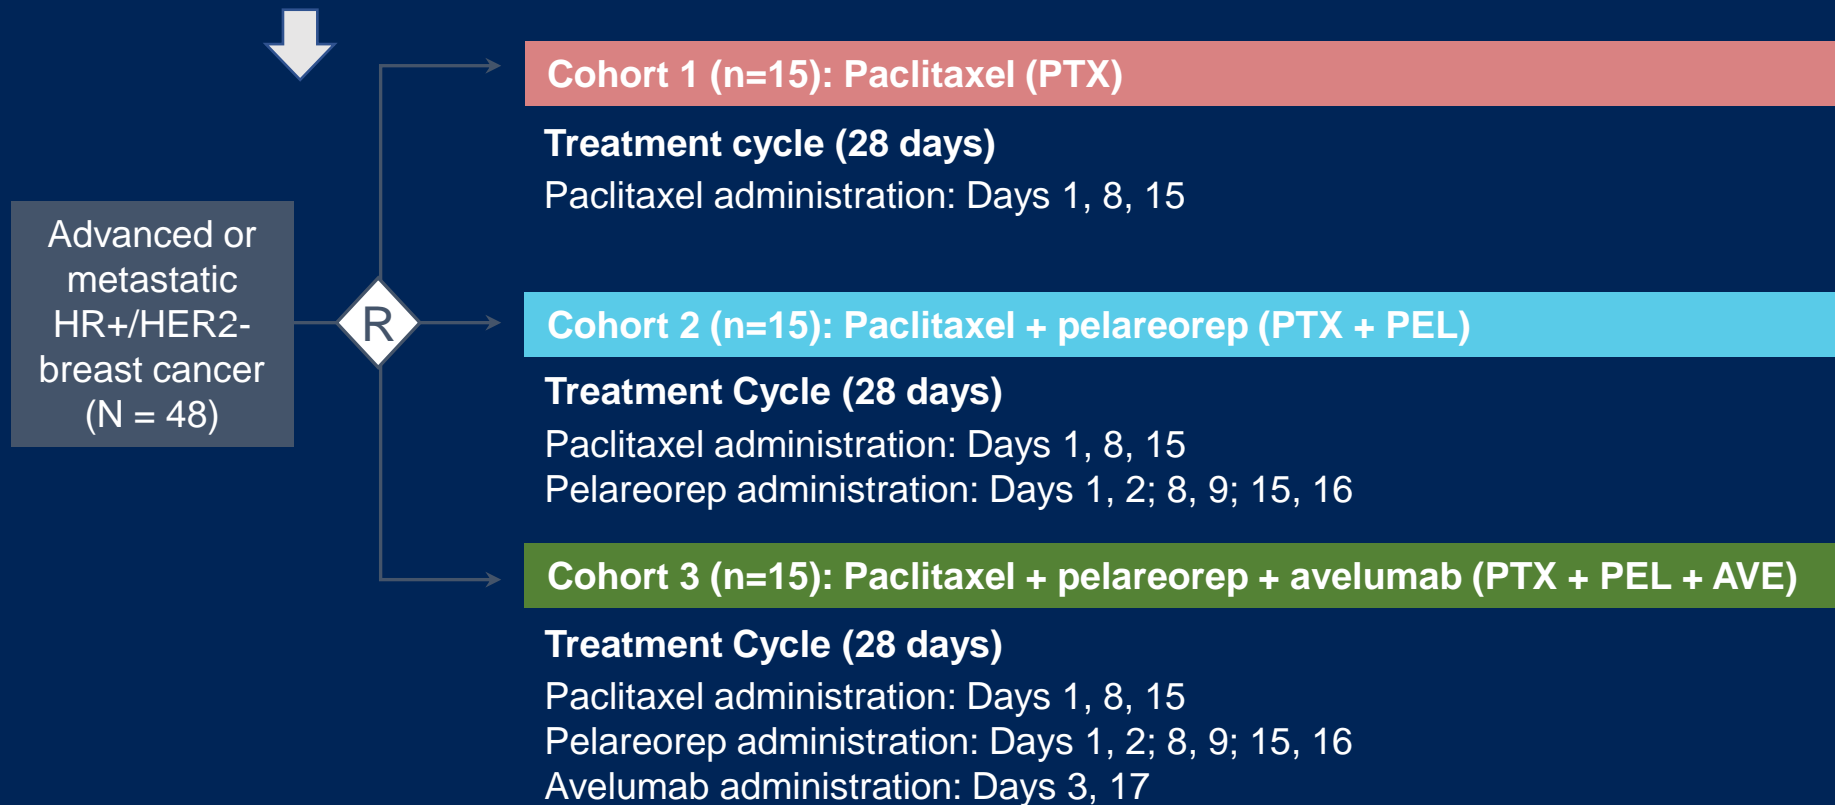 Cohort 1 (n=15): Paclitaxel (PTX)
Treatment cycle (28 days)
Paclitaxel administration: Days 1, 8, 15
Advanced or
metastatic
HR+/HER2-
breast cancer
(N = 48)
R
Cohort 2 (n=15): Paclitaxel + pelareorep (PTX + PEL)
Treatment Cycle (28 days)
Paclitaxel administration: Days 1, 8, 15
Pelareorep administration: Days 1, 2; 8, 9; 15, 16
Cohort 3 (n=15): Paclitaxel + pelareorep + avelumab (PTX + PEL + AVE)
Treatment Cycle (28 days)
Paclitaxel administration: Days 1, 8, 15
Pelareorep administration: Days 1, 2; 8, 9; 15, 16
Avelumab administration: Days 3, 17